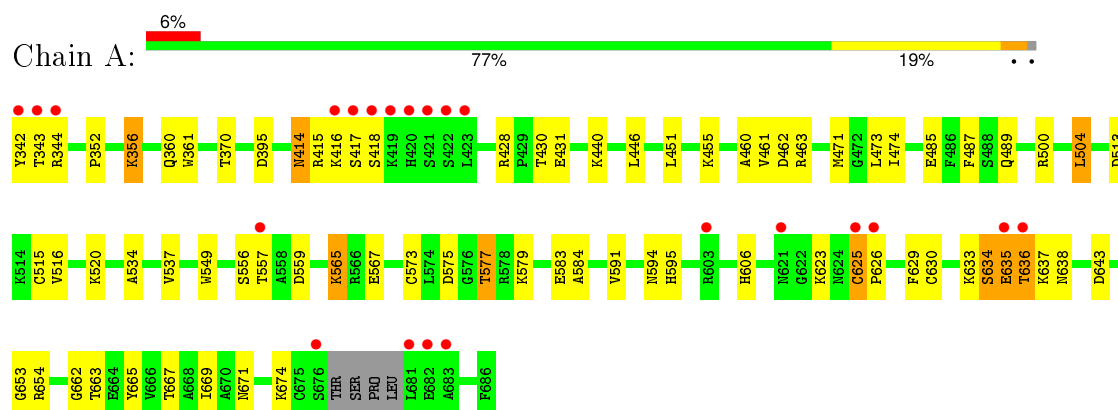 6%
Chain A:
77% 19% • •
Y342 T343 R344 P352 K356 Q360 W361 T370 D395 N414 R415 K416 S417 S418 K419 H420 S421 S422 L423 R428 P429 T430 E431 K440 L446 L451 K455 A460 V461 D462 R463 M471 G472 L473 I474 E485 F486 F487 S488 Q489 R500 L504 D513
K514 C515 V516 K520 A534 V537 W549 S556 T557 A558 D559 K565 R566 E567 C573 L574 D575 G576 T577 R578 K579 E583 A584 V591 N594 H595 R603 H606 N621 G622 K623 N624 C625 P626 F629 C630 K633 S634 E635 T636 K637 N638 D643
G653 R654 G662 T663 E664 Y665 V666 T667 A668 I669 A670 N671 K674 C675 S676 THR SER PRO LEU L681 E682 A683 F686